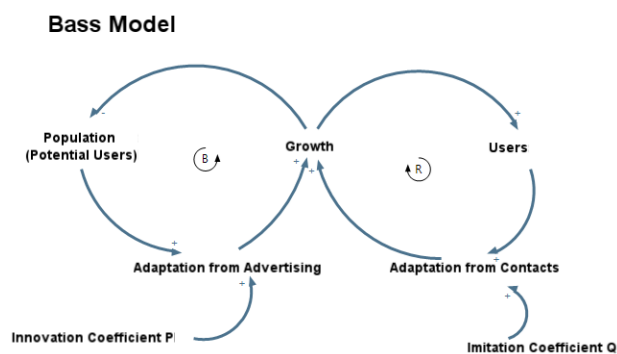 Bass Model
-
+
Population
(Potential Users)
B
Growth
+
+
R
Users
+
Adaptation from Advertising
+
Adaptation from Contacts
+
+
Innovation Coefficient P
+
Imitation Coefficient Q